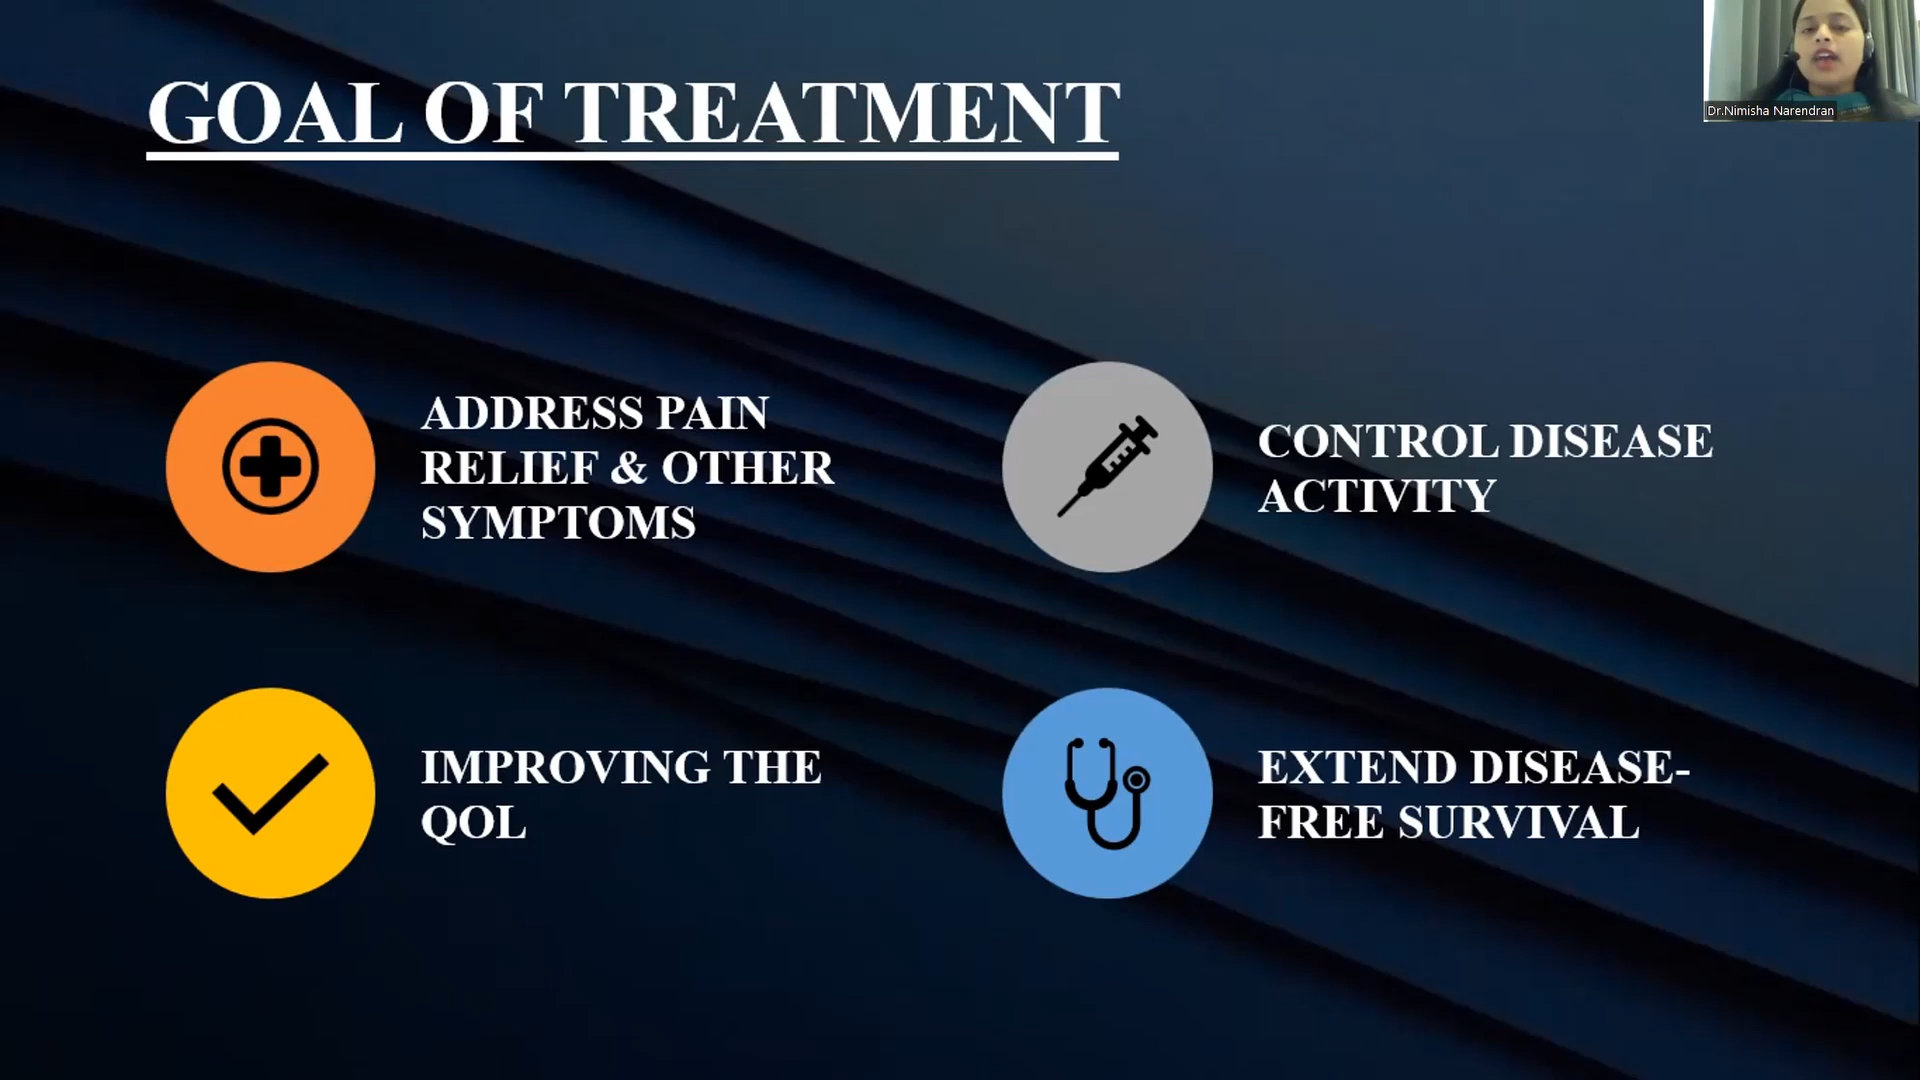 GOAL OF TREATMENT
Dr.Nimisha Narendran
ADDRESS PAIN
RELIEF & OTHER
SYMPTOMS
CONTROL DISEASE
ACTIVITY
IMPROVING THE
QOL
EXTEND DISEASE-
FREE SURVIVAL